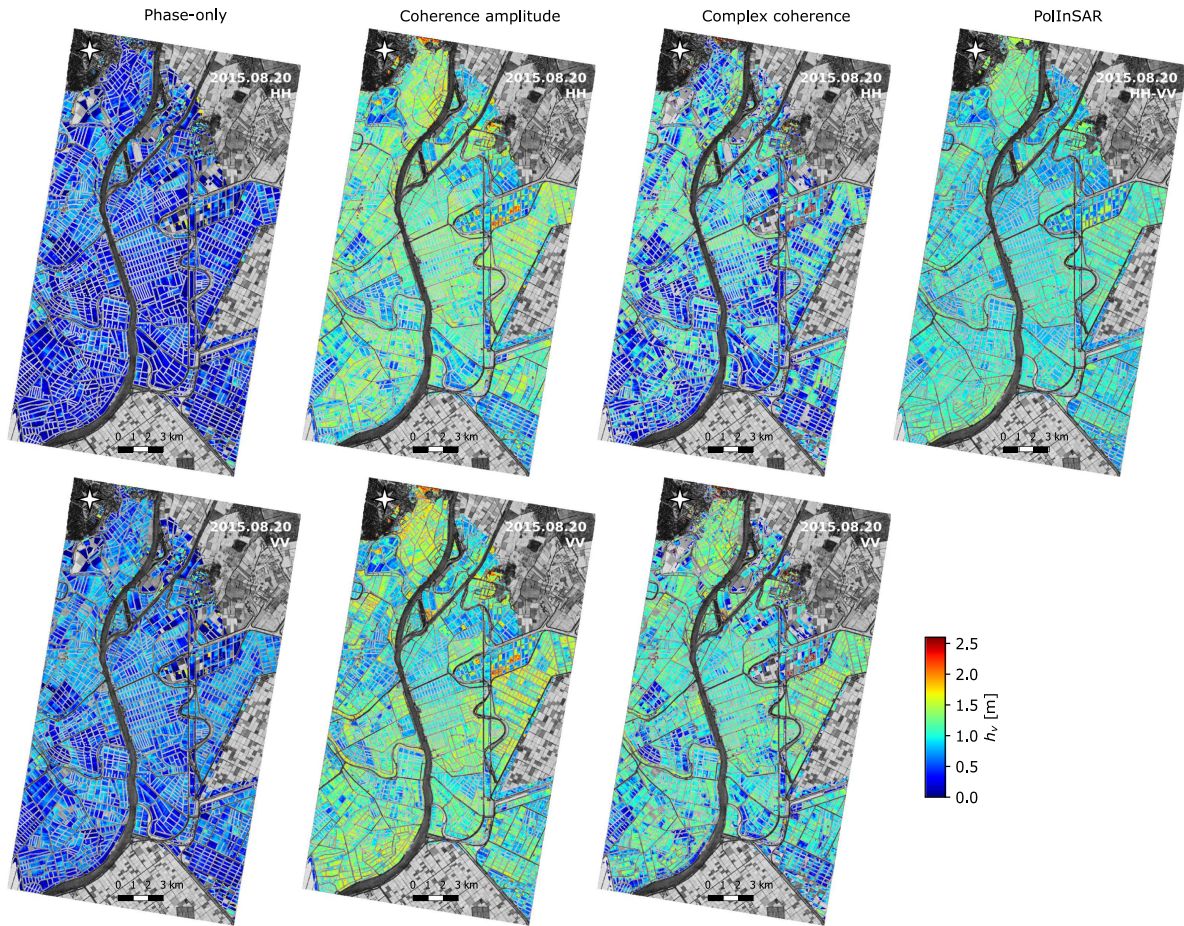 Phase-only
Coherence amplitude
Complex coherence
PolInSAR
2015.08.20
HH
2015.08.20
HH
2015.08.20
HH
2015.08.20
HH-VV
0 1 2 3 km
0 1 2 3 km
0 1 2 3 km
0 1 2 3 km
2015.08.20
VV
2015.08.20
VV
2015.08.20
VV
2.5
2.0
1.5
1.0
0.5
0.0
hᵥ [m]
0 1 2 3 km
0 1 2 3 km
0 1 2 3 km